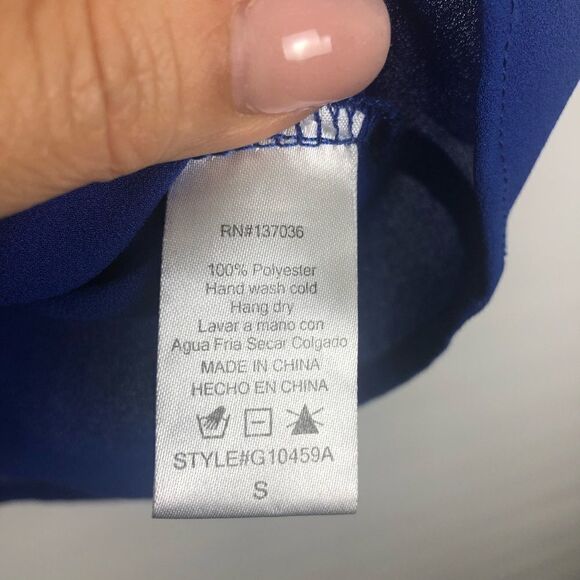 RN#137036
100% Polyester
Hand wash cold
Hang dry
Lavar a mano con
Agua Fria Secar Colgado
MADE IN CHINA
HECHO EN CHINA
STYLE#G10459A
S